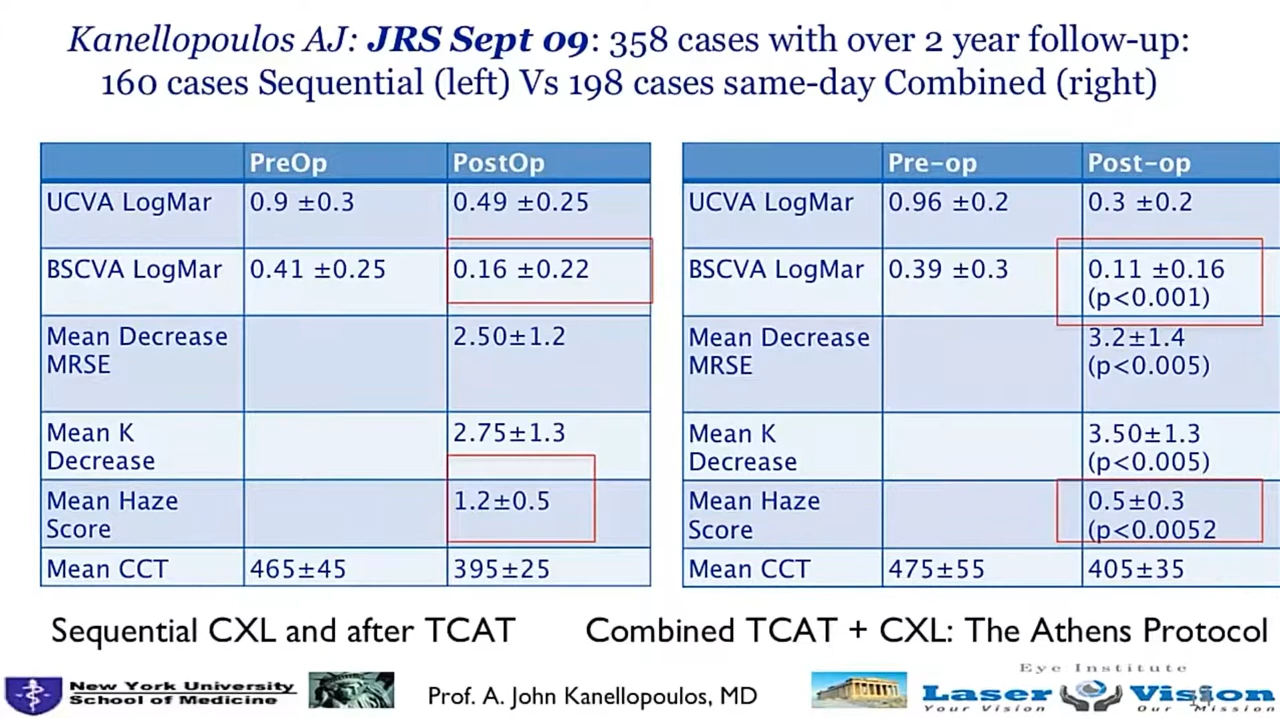 Kanellopoulos AJ: JRS Sept 09: 358 cases with over 2 year follow-up:
160 cases Sequential (left) Vs 198 cases same-day Combined (right)
PreOp PostOp
UCVA LogMar 0.9 ±0.3 0.49 ±0.25
BSCVA LogMar 0.41 ±0.25 0.16 ±0.22
Mean Decrease 2.50±1.2
MRSE
Mean K 2.75±1.3
Decrease
Mean Haze 1.2±0.5
Score
Mean CCT 465±45 395±25
Pre-op Post-op
UCVA LogMar 0.96 ±0.2 0.3 ±0.2
BSCVA LogMar 0.39 ±0.3 0.11 ±0.16
(p<0.001)
Mean Decrease 3.2±1.4
MRSE (p<0.005)
Mean K 3.50±1.3
Decrease (p<0.005)
Mean Haze 0.5±0.3
Score (p<0.0052
Mean CCT 475±55 405±35
Sequential CXL and after TCAT
Combined TCAT + CXL: The Athens Protocol
New York University
School of Medicine
Prof. A. John Kanellopoulos, MD
Eye Institute
Laser Vision
Your Vision Our Mission